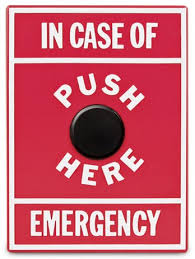 IN CASE OF
PUSH
HERE
EMERGENCY